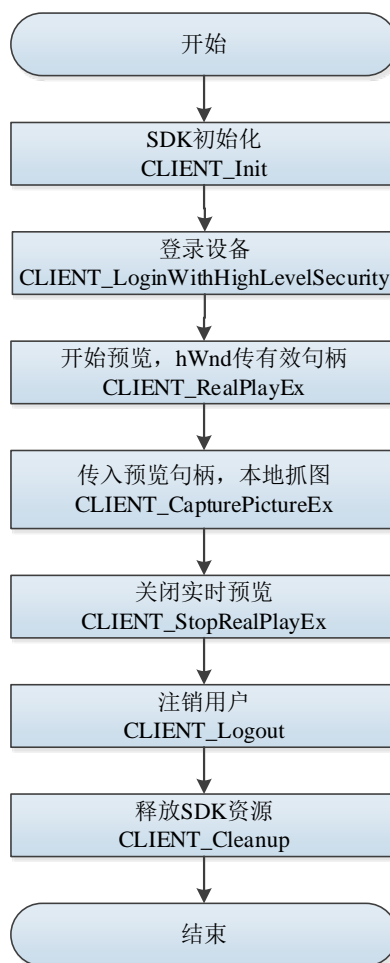 开始
SDK初始化
CLIENT_Init
登录设备
CLIENT_LoginWithHighLevelSecurity
开始预览，hWnd传有效句柄
CLIENT_RealPlayEx
传入预览句柄，本地抓图
CLIENT_CapturePictureEx
关闭实时预览
CLIENT_StopRealPlayEx
注销用户
CLIENT_Logout
释放SDK资源
CLIENT_Cleanup
结束